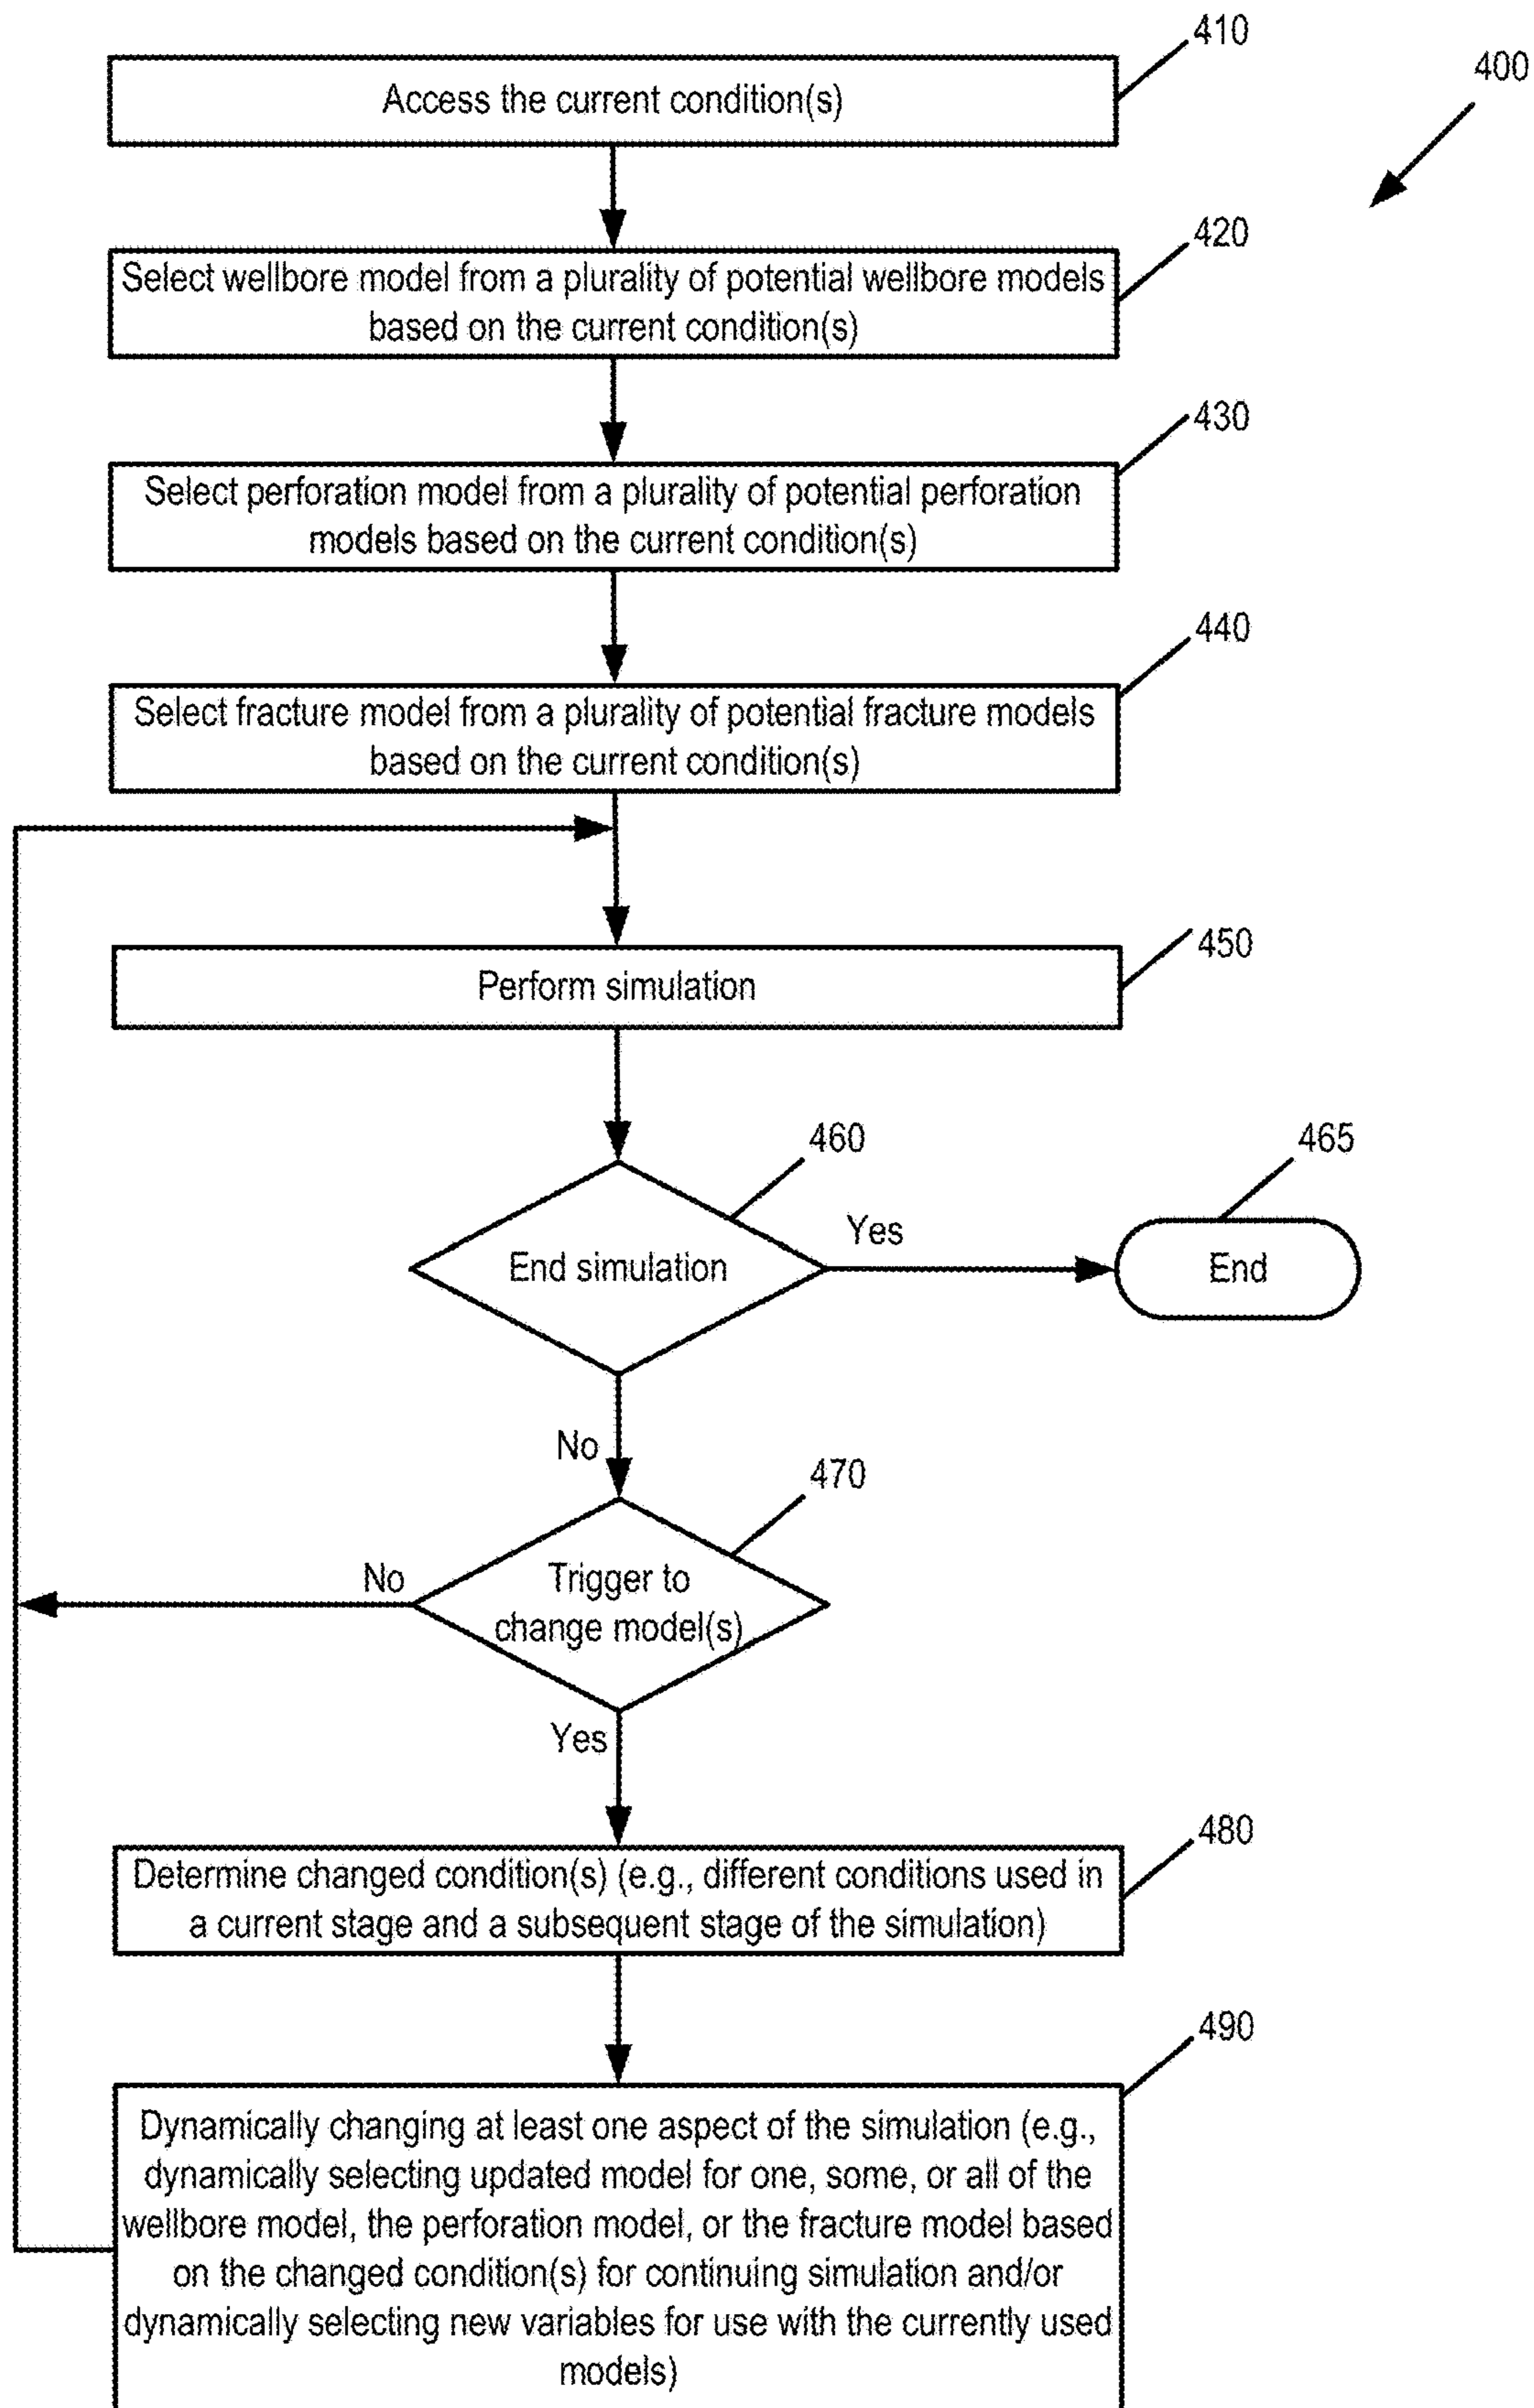 410
400
Access the current condition(s)
420
Select wellbore model from a plurality of potential wellbore models
based on the current condition(s)
430
Select perforation model from a plurality of potential perforation
models based on the current condition(s)
440
Select fracture model from a plurality of potential fracture models
based on the current condition(s)
450
Perform simulation
460
465
Yes
End simulation
End
No
470
No
Trigger to
change model(s)
Yes
480
Determine changed condition(s) (e.g., different conditions used in
a current stage and a subsequent stage of the simulation)
490
Dynamically changing at least one aspect of the simulation (e.g.,
dynamically selecting updated model for one, some, or all of the
wellbore model, the perforation model, or the fracture model based
on the changed condition(s) for continuing simulation and/or
dynamically selecting new variables for use with the currently used
models)